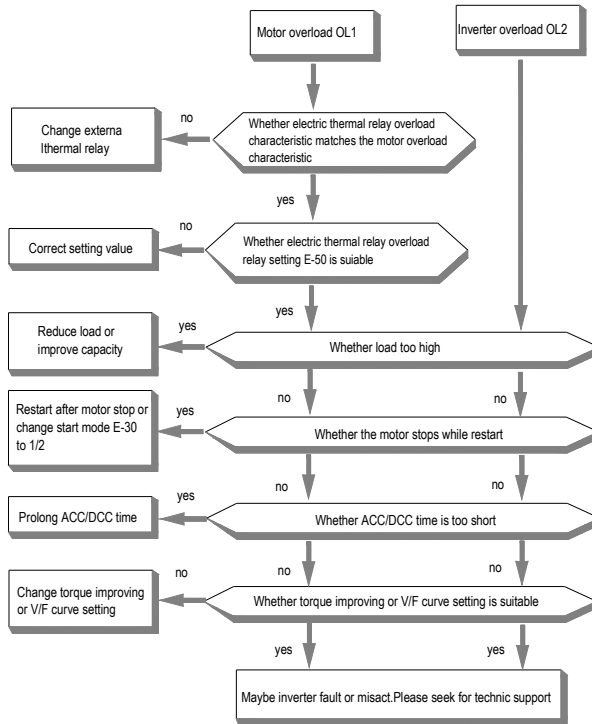 Motor overload OL1
Inverter overload OL2
no
Change externa
lthermal relay
Whether electric thermal relay overload
characteristic matches the motor overload
characteristic
yes
no
Correct setting value
Whether electric thermal relay overload
relay setting E-50 is suiable
yes
Reduce load or
improve capacity
yes
Whether load too high
no
no
Restart after motor stop or
change start mode E-30
to 1/2
yes
Whether the motor stops while restart
no
no
Prolong ACC/DCC time
yes
Whether ACC/DCC time is too short
no
no
Change torque improving
or V/F curve setting
no
Whether torque improving or V/F curve setting is suitable
yes
yes
Maybe inverter fault or misact.Please seek for technic support